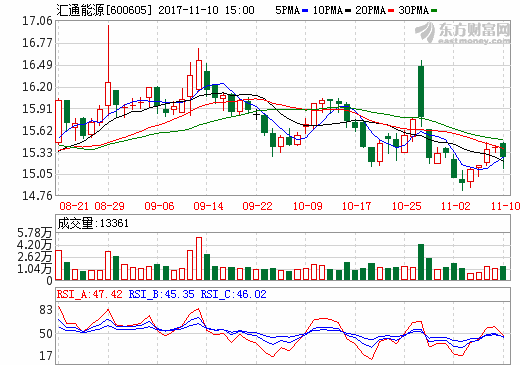 汇通能源[600605] 2017-11-10 15:00 5PMA 10PMA 20PMA 30PMA
东方财富网
eastmoney.com
17.06
16.77
16.49
16.20
15.91
15.62
15.33
15.05
14.76
08-21 08-29 09-06 09-14 09-22 10-09 10-17 10-25 11-02 11-10
成交量:13361
5.78万
4.20万
2.62万
1.04万
0
RSI_A:47.42 RSI_B:45.35 RSI_C:46.02
83
50
17